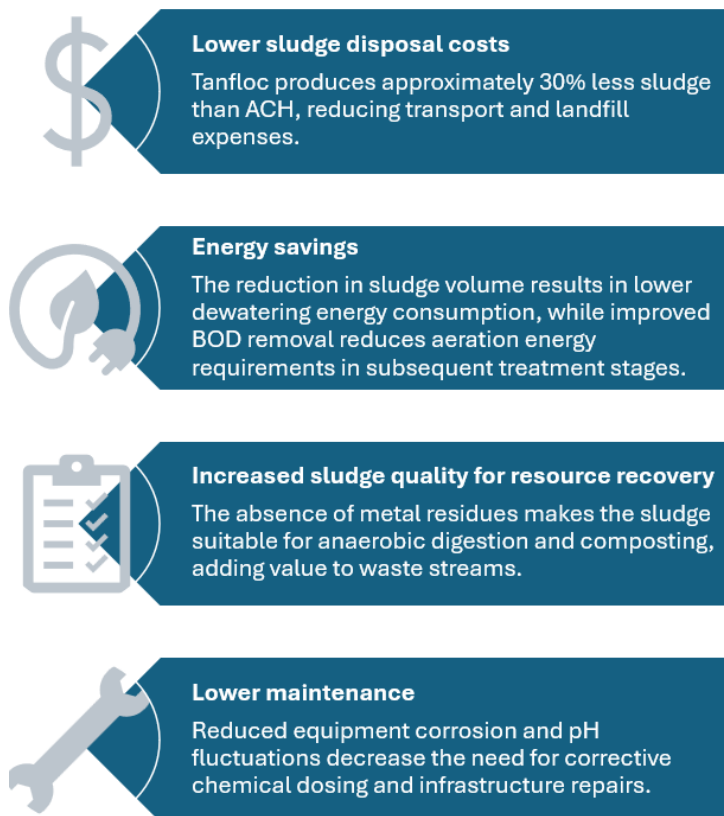 Lower sludge disposal costs
Tanfloc produces approximately 30% less sludge
than ACH, reducing transport and landfill
expenses.
Energy savings
The reduction in sludge volume results in lower
dewatering energy consumption, while improved
BOD removal reduces aeration energy
requirements in subsequent treatment stages.
Increased sludge quality for resource recovery
The absence of metal residues makes the sludge
suitable for anaerobic digestion and composting,
adding value to waste streams.
Lower maintenance
Reduced equipment corrosion and pH
fluctuations decrease the need for corrective
chemical dosing and infrastructure repairs.